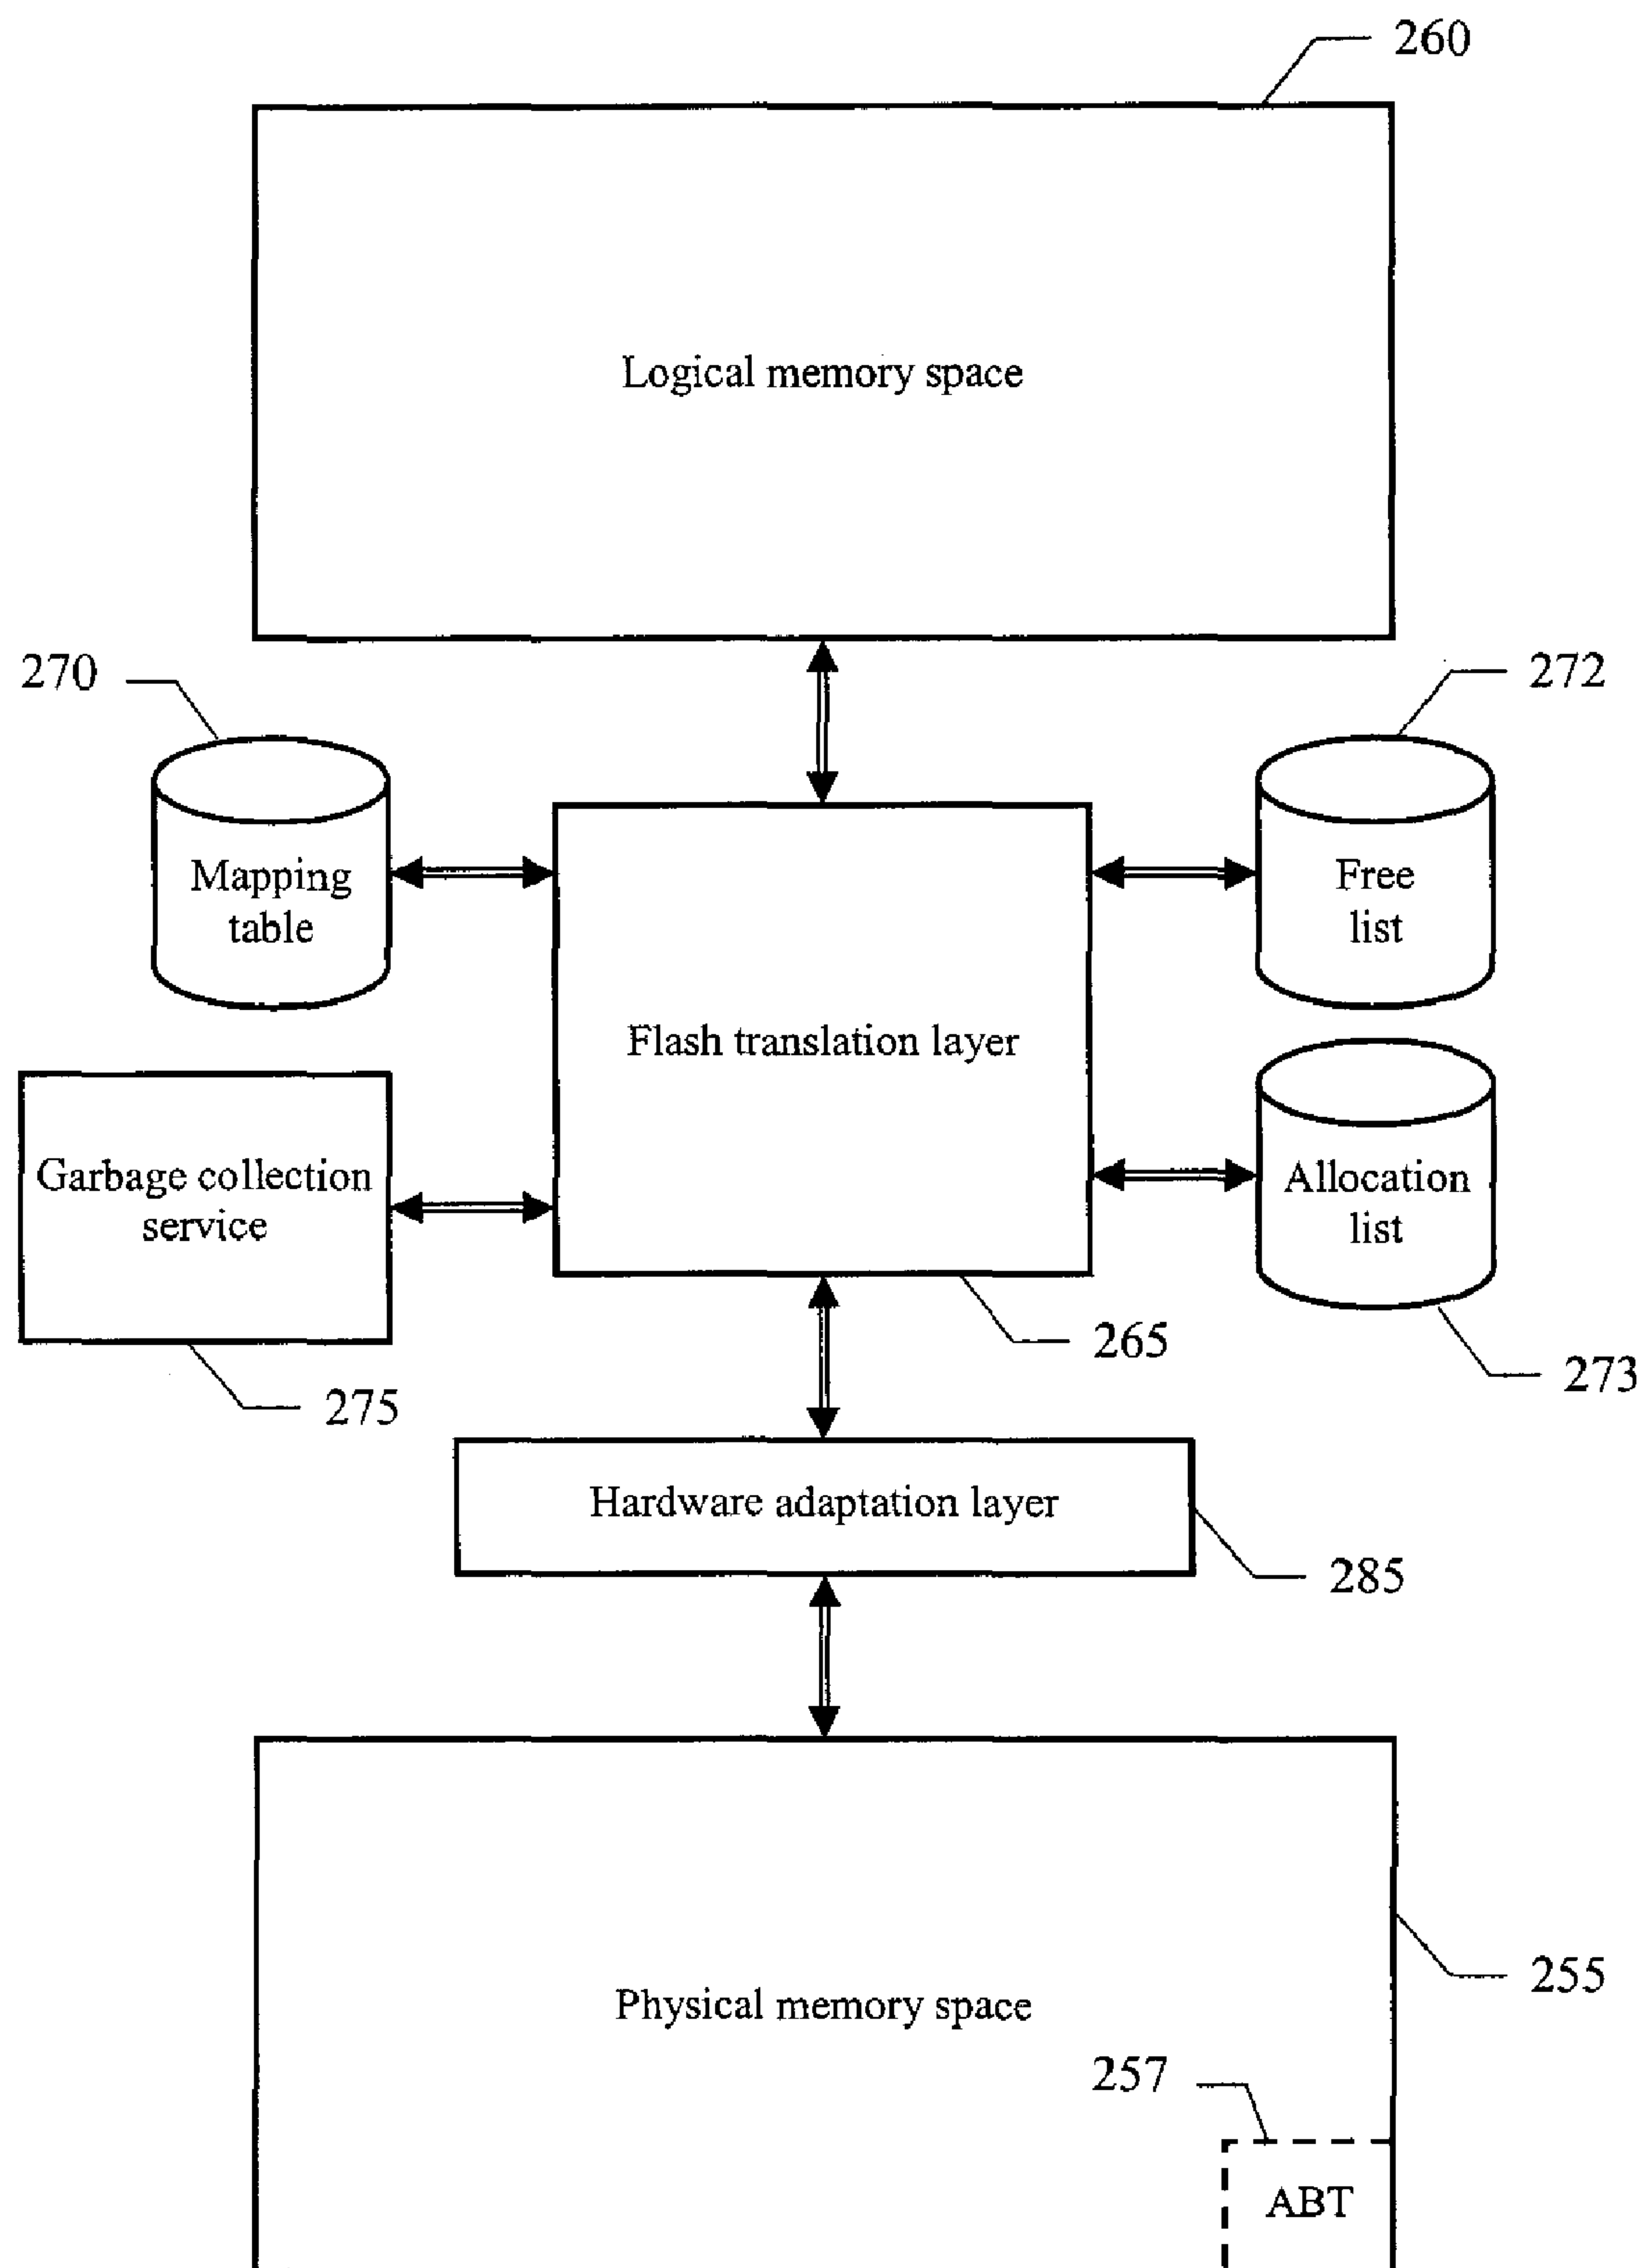 260
Logical memory space
270
272
Mapping
table
Free
list
Flash translation layer
Garbage collection
service
Allocation
list
265
273
275
Hardware adaptation layer
285
Physical memory space
255
257
ABT